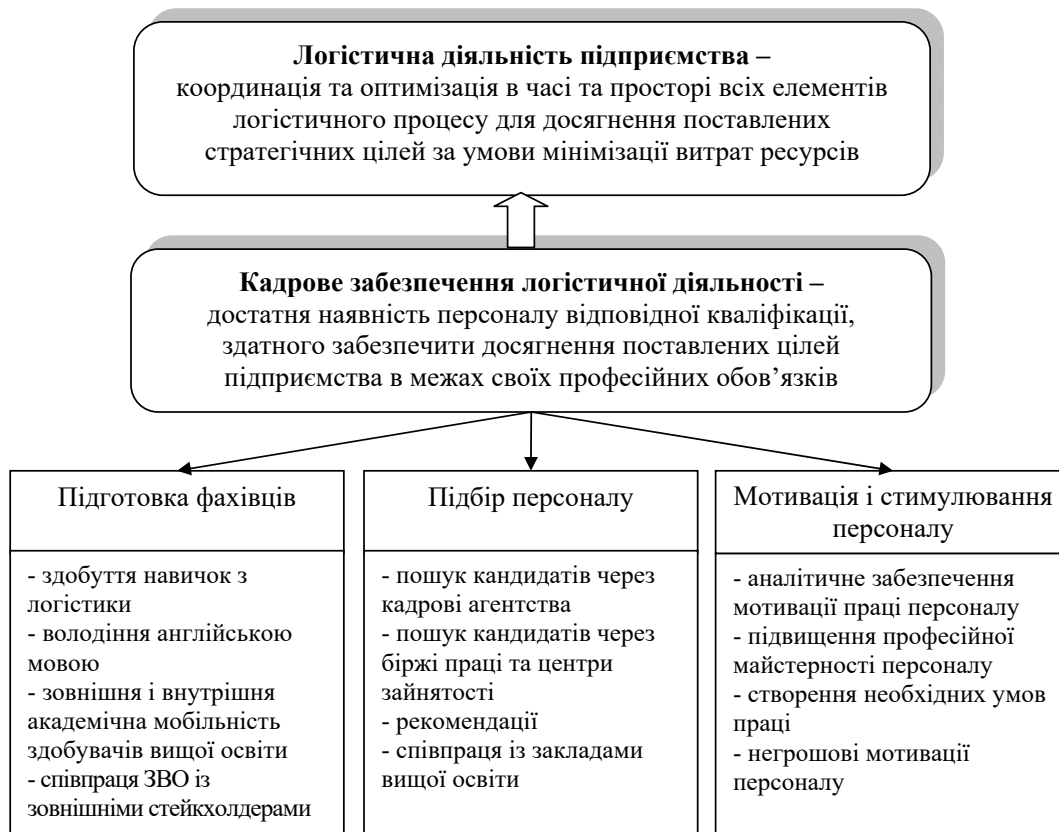 Логістична діяльність підприємства –
координація та оптимізація в часі та просторі всіх елементів
логістичного процесу для досягнення поставлених
стратегічних цілей за умови мінімізації витрат ресурсів
Кадрове забезпечення логістичної діяльності –
достатня наявність персоналу відповідної кваліфікації,
здатного забезпечити досягнення поставлених цілей
підприємства в межах своїх професійних обов’язків
Підготовка фахівців
- здобуття навичок з
логістики
- володіння англійською
мовою
- зовнішня і внутрішня
академічна мобільність
здобувачів вищої освіти
- співпраця ЗВО із
зовнішніми стейкхолдерами
Підбір персоналу
- пошук кандидатів через
кадрові агентства
- пошук кандидатів через
біржі праці та центри
зайнятості
- рекомендації
- співпраця із закладами
вищої освіти
Мотивація і стимулювання
персоналу
- аналітичне забезпечення
мотивації праці персоналу
- підвищення професійної
майстерності персоналу
- створення необхідних умов
праці
- негрошові мотивації
персоналу